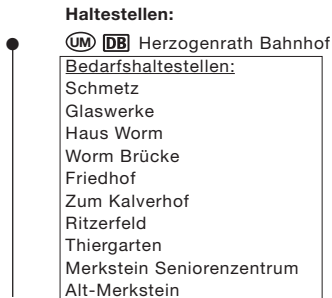 Haltestellen:
UM DB Herzogenrath Bahnhof
Bedarfshaltestellen:
Schmetz
Glaswerke
Haus Worm
Worm Brücke
Friedhof
Zum Kalverhof
Ritzerfeld
Thiergarten
Merkstein Seniorenzentrum
Alt-Merkstein